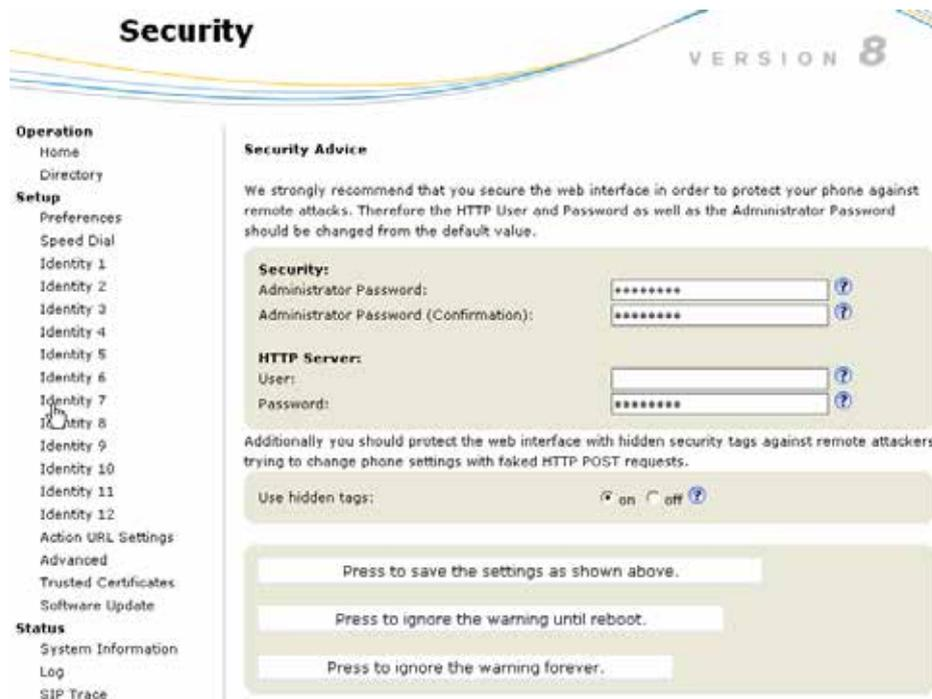 Security
VERSION 8
Operation
Home
Directory
Setup
Preferences
Speed Dial
Identity 1
Identity 2
Identity 3
Identity 4
Identity 5
Identity 6
Identity 7
Identity 8
Identity 9
Identity 10
Identity 11
Identity 12
Action URL Settings
Advanced
Trusted Certificates
Software Update
Status
System Information
Log
SIP Trace
Security Advice
We strongly recommend that you secure the web interface in order to protect your phone against
remote attacks. Therefore the HTTP User and Password as well as the Administrator Password
should be changed from the default value.
Security:
Administrator Password: ********
Administrator Password (Confirmation): ********
HTTP Server:
User:
Password: ********
Additionally you should protect the web interface with hidden security tags against remote attackers
trying to change phone settings with faked HTTP POST requests.
Use hidden tags: on off
Press to save the settings as shown above.
Press to ignore the warning until reboot.
Press to ignore the warning forever.